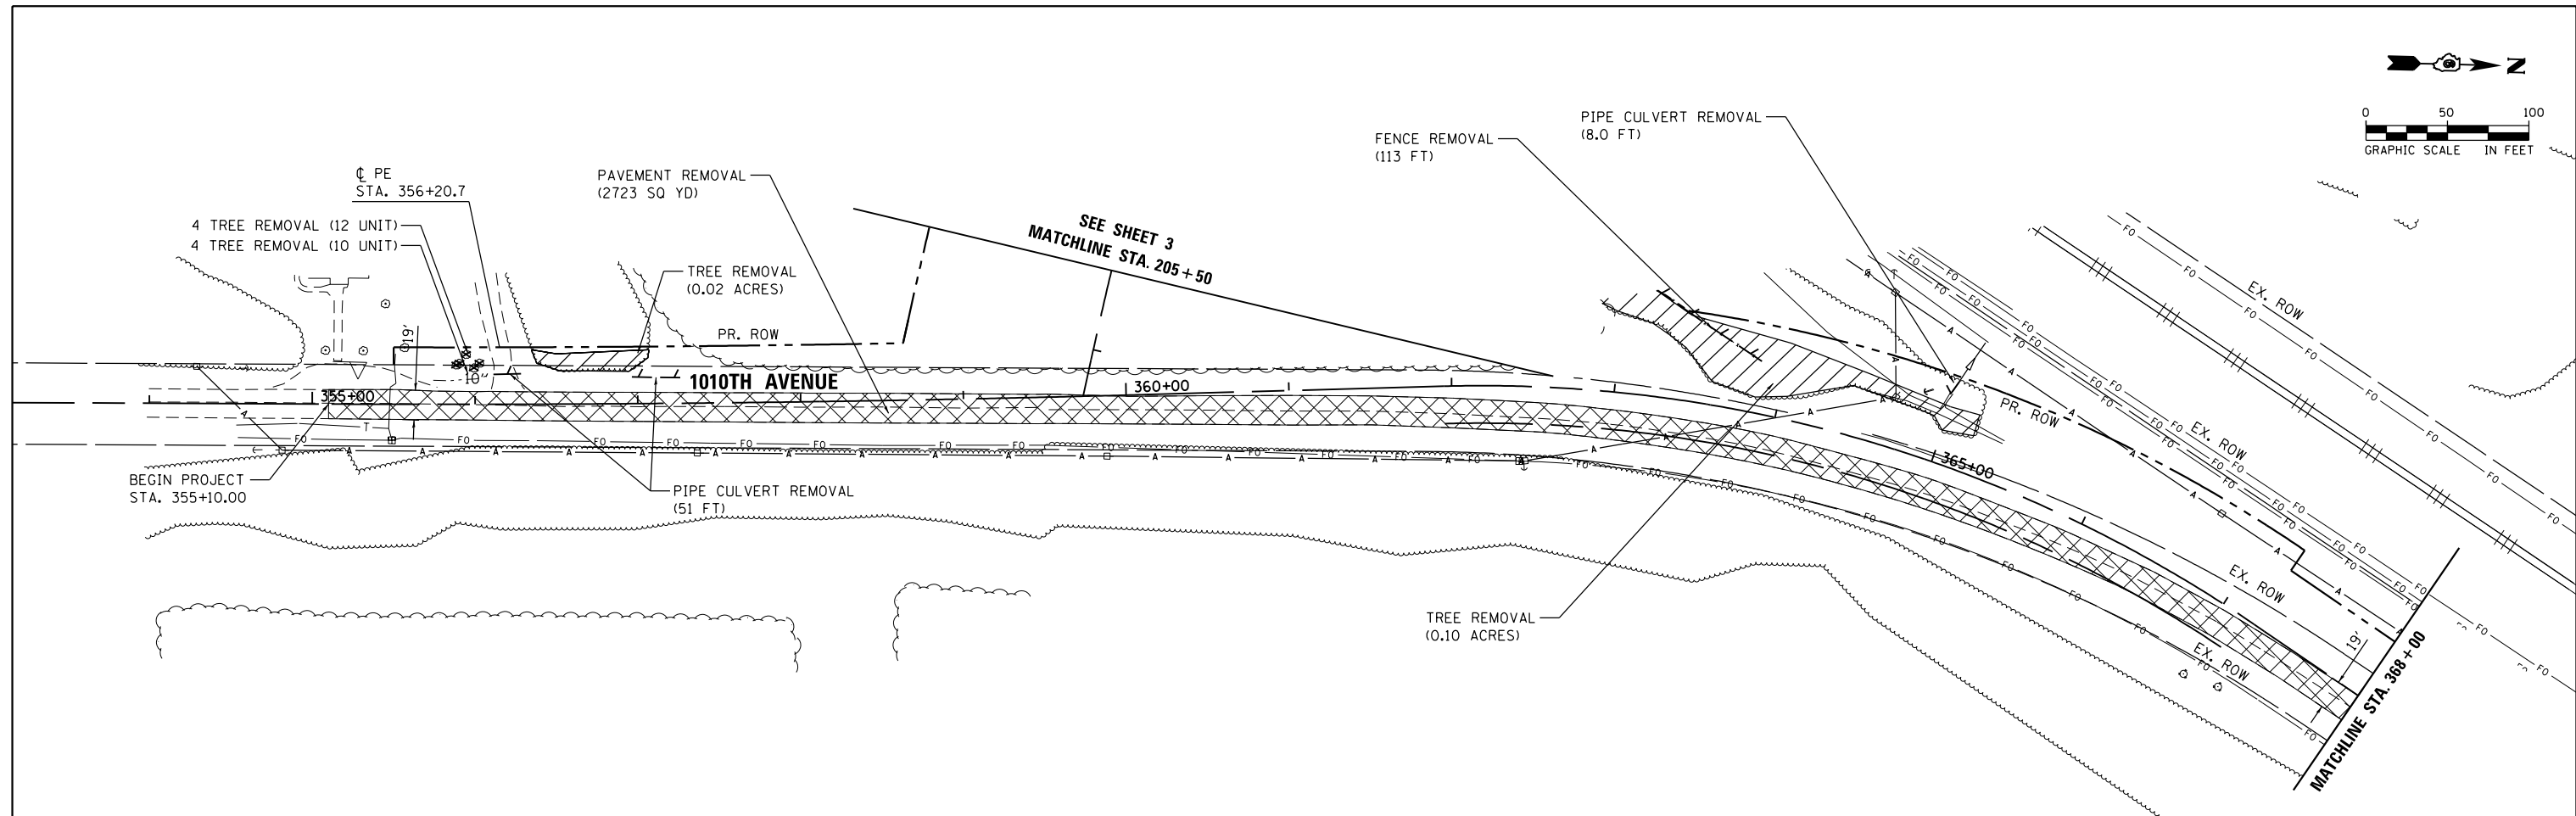 N
0 50 100
GRAPHIC SCALE IN FEET
PIPE CULVERT REMOVAL
(8.0 FT)
FENCE REMOVAL
(113 FT)
℄ PE
STA. 356+20.7
PAVEMENT REMOVAL
(2723 SQ YD)
4 TREE REMOVAL (12 UNIT)
4 TREE REMOVAL (10 UNIT)
SEE SHEET 3
MATCHLINE STA. 205+50
TREE REMOVAL
(0.02 ACRES)
PR. ROW
19'
10"
1010TH AVENUE
355+00
360+00
365+00
EX. ROW
EX. ROW
PR. ROW
BEGIN PROJECT
STA. 355+10.00
PIPE CULVERT REMOVAL
(51 FT)
TREE REMOVAL
(0.10 ACRES)
EX. ROW
EX. ROW
19'
MATCHLINE STA. 368+00